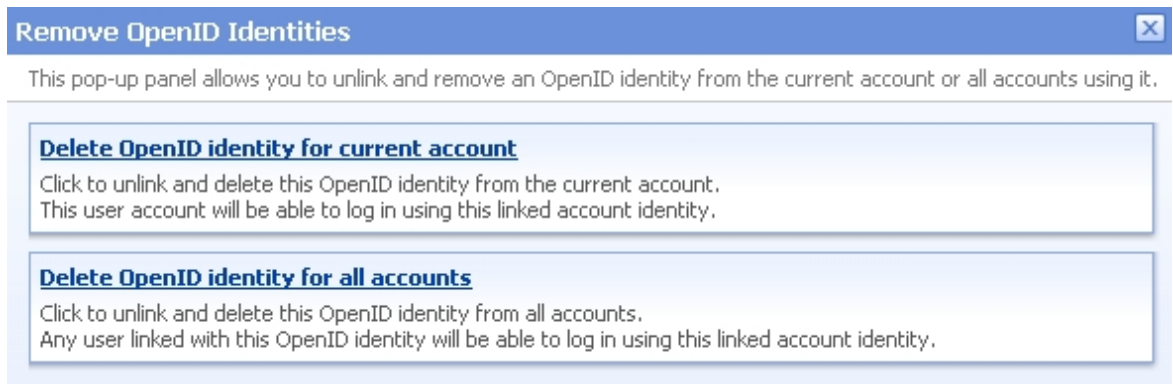 Remove OpenID Identities
This pop-up panel allows you to unlink and remove an OpenID identity from the current account or all accounts using it.
Delete OpenID identity for current account
Click to unlink and delete this OpenID identity from the current account.
This user account will be able to log in using this linked account identity.
Delete OpenID identity for all accounts
Click to unlink and delete this OpenID identity from all accounts.
Any user linked with this OpenID identity will be able to log in using this linked account identity.